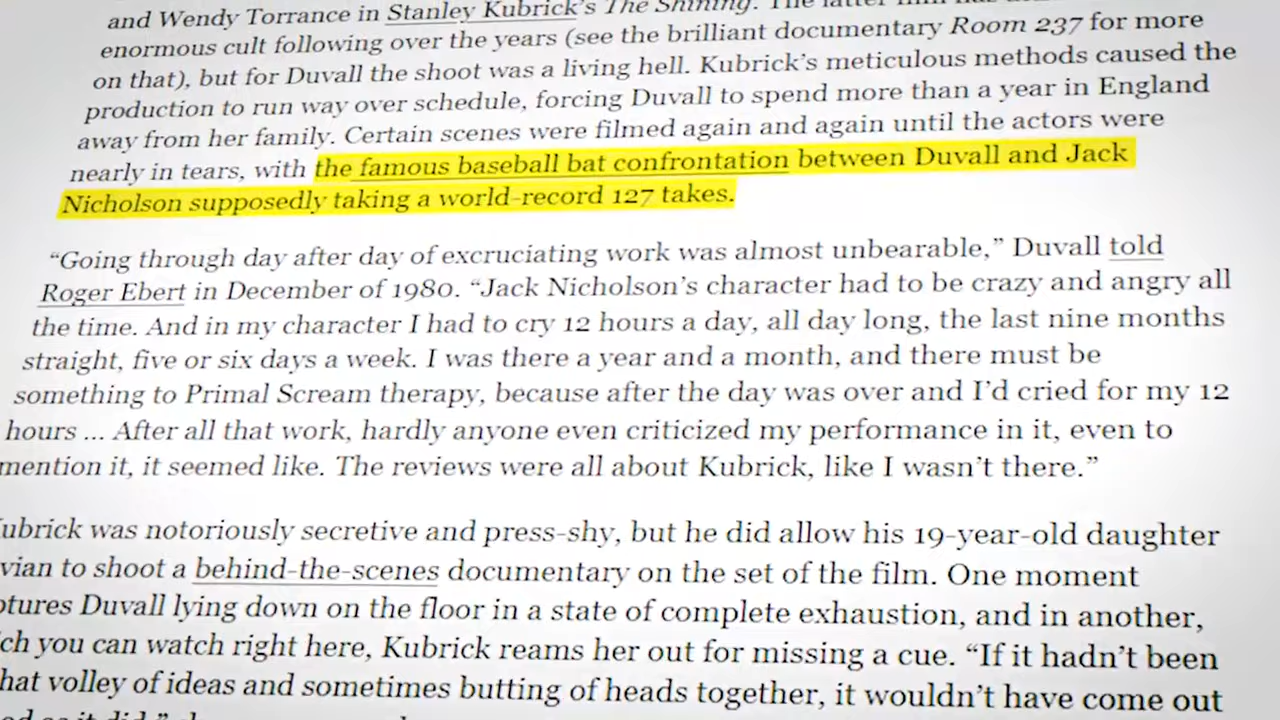 and Wendy Torrance in Stanley Kubrick's The Shining. The latter film has
enormous cult following over the years (see the brilliant documentary Room 237 for more
on that), but for Duvall the shoot was a living hell. Kubrick's meticulous methods caused the
production to run way over schedule, forcing Duvall to spend more than a year in England
away from her family. Certain scenes were filmed again and again until the actors were
nearly in tears, with the famous baseball bat confrontation between Duvall and Jack
Nicholson supposedly taking a world-record 127 takes.
“Going through day after day of excruciating work was almost unbearable,” Duvall told
Roger Ebert in December of 1980. “Jack Nicholson's character had to be crazy and angry all
the time. And in my character I had to cry 12 hours a day, all day long, the last nine months
straight, five or six days a week. I was there a year and a month, and there must be
something to Primal Scream therapy, because after the day was over and I'd cried for my 12
hours ... After all that work, hardly anyone even criticized my performance in it, even to
mention it, it seemed like. The reviews were all about Kubrick, like I wasn't there.”
ubrick was notoriously secretive and press-shy, but he did allow his 19-year-old daughter
vian to shoot a behind-the-scenes documentary on the set of the film. One moment
ptures Duvall lying down on the floor in a state of complete exhaustion, and in another,
ch you can watch right here, Kubrick reams her out for missing a cue. “If it hadn't been
hat volley of ideas and sometimes butting of heads together, it wouldn't have come out